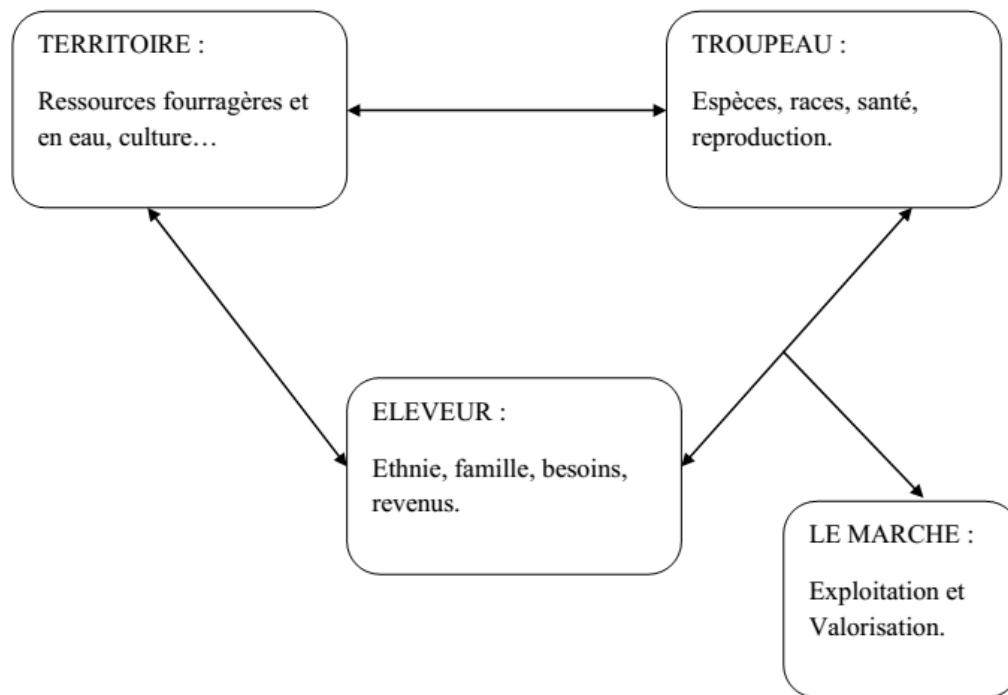 TERRITOIRE :
Ressources fourragères et
en eau, culture…
TROUPEAU :
Espèces, races, santé,
reproduction.
ELEVEUR :
Ethnie, famille, besoins,
revenus.
LE MARCHE :
Exploitation et
Valorisation.